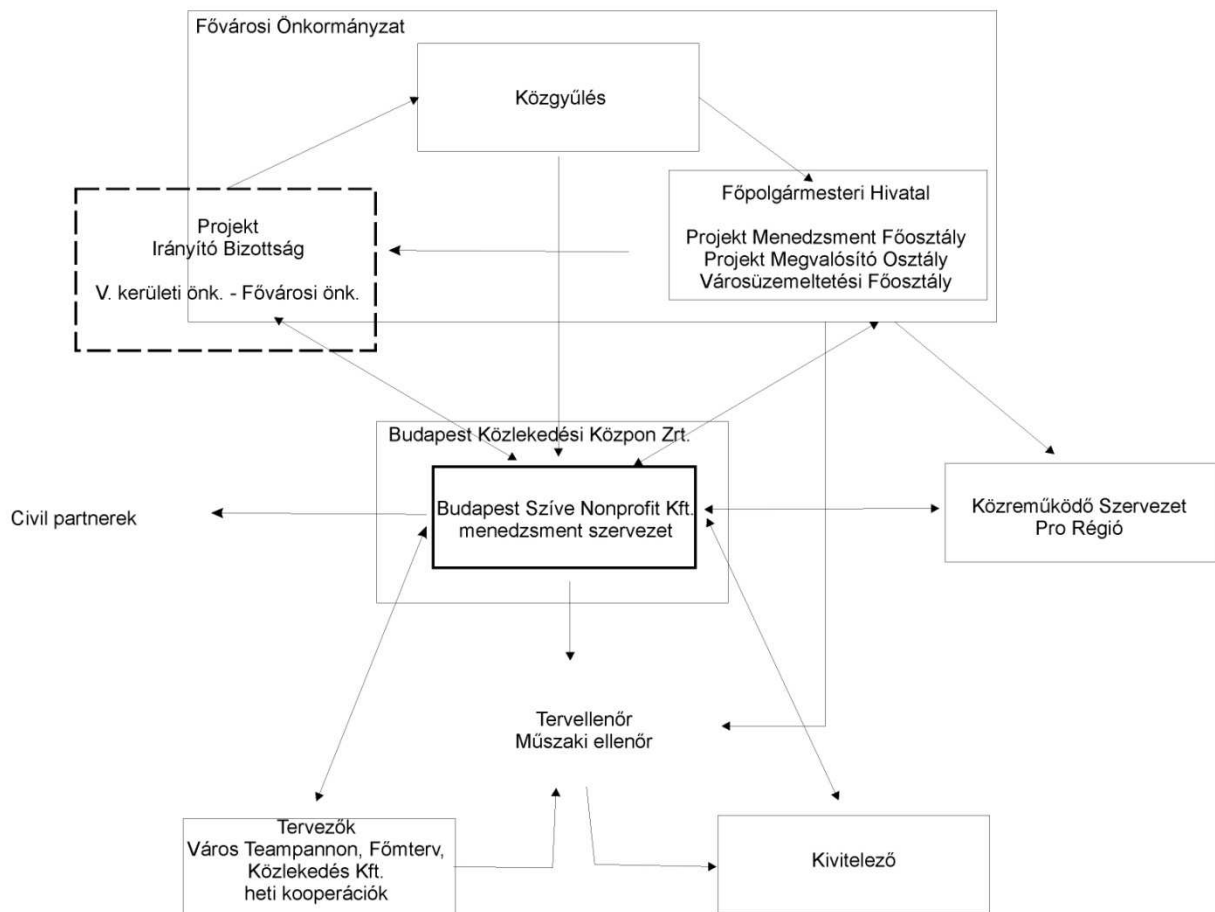 Fővárosi Önkormányzat
Közgyűlés
Főpolgármesteri Hivatal
Projekt Menedzsment Főosztály
Projekt Megvalósító Osztály
Városüzemeltetési Főosztály
Projekt
Irányító Bizottság
V. kerületi önk. - Fővárosi önk.
Budapest Közlekedési Közpon Zrt.
Budapest Szíve Nonprofit Kft.
menedzsment szervezet
Civil partnerek
Közreműködő Szervezet
Pro Régió
Tervellenőr
Műszaki ellenőr
Tervezők
Város Teampannon, Főmterv,
Közlekedés Kft.
heti kooperációk
Kivitelező